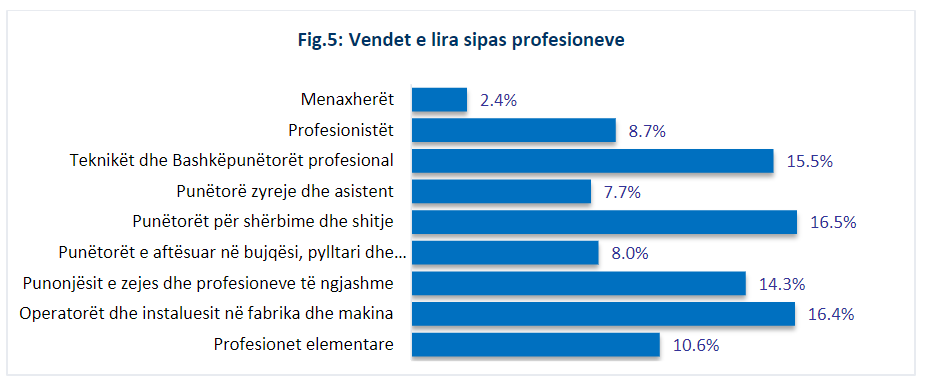 Fig.5: Vendet e lira sipas profesioneve
Menaxherët 2.4%
Profesionistët 8.7%
Teknikët dhe Bashkëpunëtorët profesional 15.5%
Punëtorë zyreje dhe asistent 7.7%
Punëtorët për shërbime dhe shitje 16.5%
Punëtorët e aftësuar në bujqësi, pylltari dhe... 8.0%
Punonjësit e zejes dhe profesioneve të ngjashme 14.3%
Operatorët dhe instaluesit në fabrika dhe makina 16.4%
Profesionet elementare 10.6%